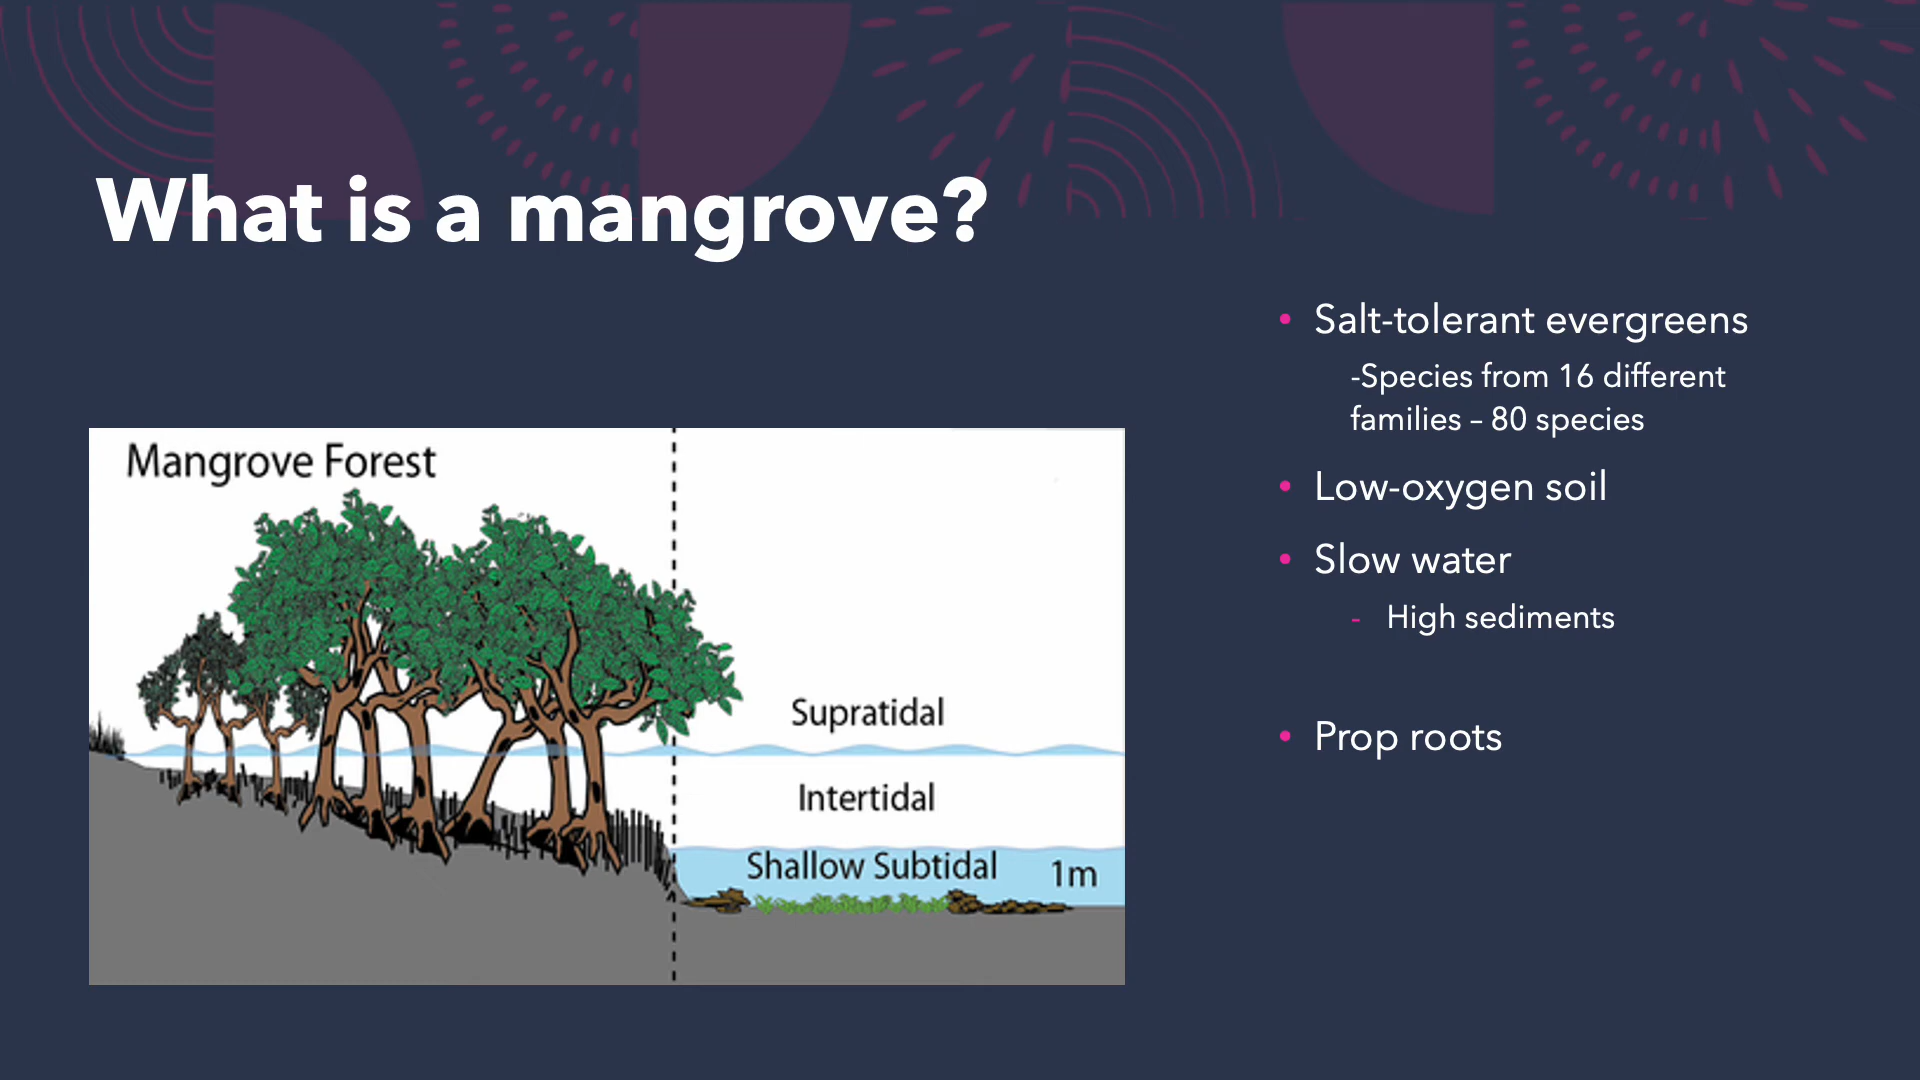 What is a mangrove?
Mangrove Forest
Supratidal
Intertidal
Shallow Subtidal 1m
• Salt-tolerant evergreens
-Species from 16 different
families – 80 species
• Low-oxygen soil
• Slow water
- High sediments
• Prop roots